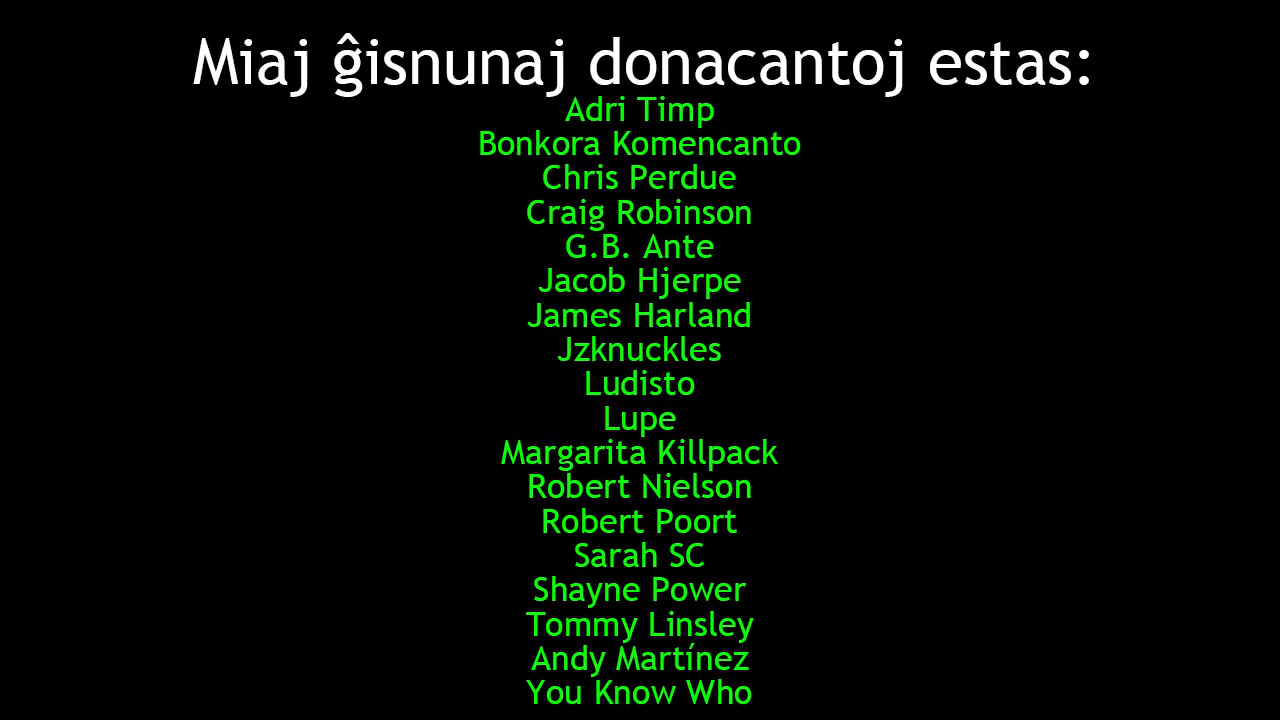 Miaj ĝisnunaj donacantoj estas:
Adri Timp
Bonkora Komencanto
Chris Perdue
Craig Robinson
G.B. Ante
Jacob Hjerpe
James Harland
Jzknuckles
Ludisto
Lupe
Margarita Killpack
Robert Nielson
Robert Poort
Sarah SC
Shayne Power
Tommy Linsley
Andy Martínez
You Know Who